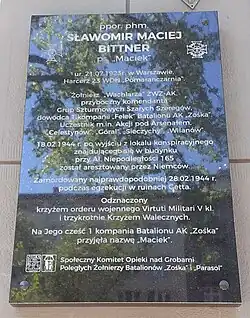 ppor. phm.
SŁAWOMIR MACIEJ
BITTNER
ps. „Maciek"
ur. 21.07.1923r. w Warszawie.
Harcerz 23 WDH „Pomarańczarnia"
Żołnierz „Wachlarza" ZWZ-AK,
przyboczny komendanta
Grup Szturmowych Szarych Szeregów,
dowódca 1 kompanii „Felek" Batalionu AK „Zośka"
Uczestnik m.in. Akcji pod Arsenałem,
„Celestynów", „Góral", „Sieczychy", „Wilanów".
18.02.1944 r. po wyjściu z lokalu konspiracyjnego
znajdującego się w budynku
przy Al. Niepodległości 165
został aresztowany przez Niemców.
Zamordowany najprawdopodobniej 28.02.1944 r.
podczas egzekucji w ruinach Getta.
Odznaczony
krzyżem orderu wojennego Virtuti Militari V kl.
i trzykrotnie Krzyżem Walecznych.
Na Jego cześć 1 kompania Batalionu AK „Zośka"
przyjęła nazwę „Maciek"
Społeczny Komitet Opieki nad Grobami
Poległych Żołnierzy Batalionów „Zośka" i „Parasol"